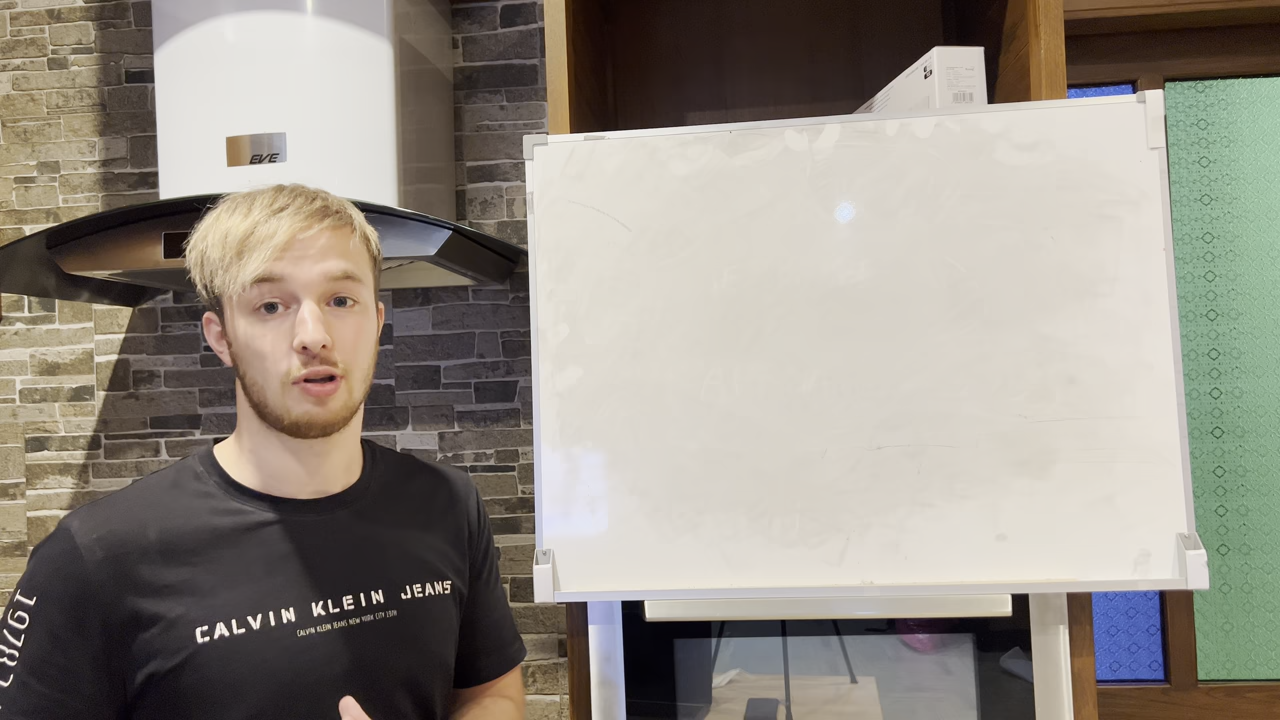 EVE
CALVIN KLEIN JEANS
CALVIN KLEIN JEANS NEW YORK CITY 1978
1978